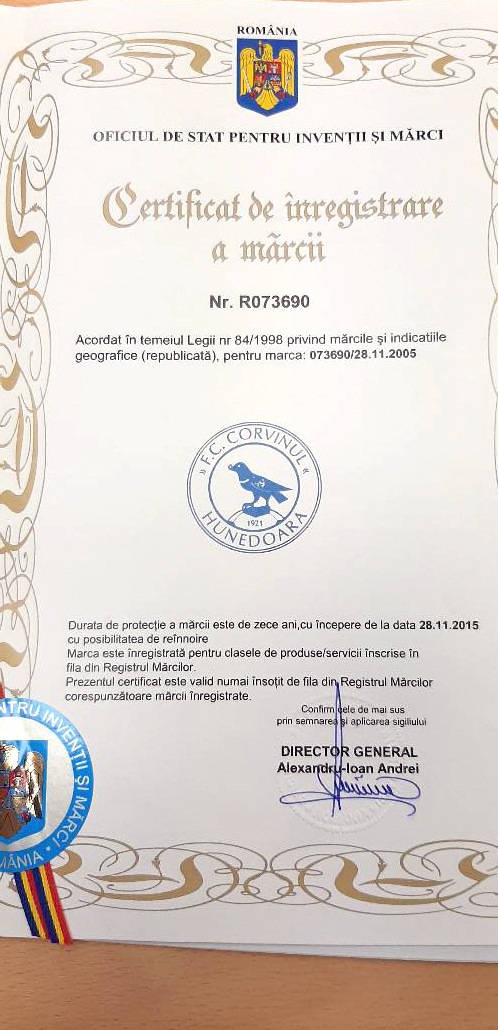 ROMÂNIA
OFICIUL DE STAT PENTRU INVENȚII ȘI MĂRCI
Certificat de înregistrare
a mărcii
Nr. R073690
Acordat în temeiul Legii nr 84/1998 privind mărcile și indicatiile
geografice (republicată), pentru marca: 073690/28.11.2005
» F.C. CORVINUL «
1921
HUNEDOARA
Durata de protecție a mărcii este de zece ani,cu începere de la data 28.11.2015
cu posibilitatea de reînnoire
Marca este înregistrată pentru clasele de produse/servicii înscrise în
fila din Registrul Mărcilor.
Prezentul certificat este valid numai însoțit de fila din Registrul Mărcilor
corespunzătoare mărcii înregistrate.
Confirm cele de mai sus
prin semnarea și aplicarea sigiliului
DIRECTOR GENERAL
Alexandru-Ioan Andrei
NTRU INVENȚII ȘI MĂRCI •
MÂNIA •